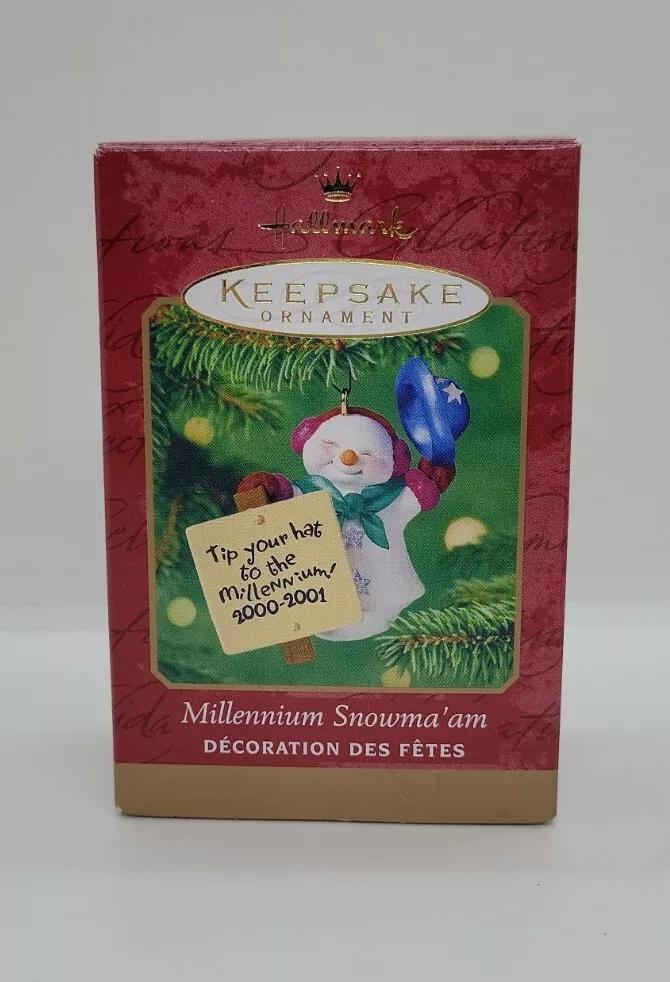 Hallmark
KEEPSAKE
ORNAMENT
Tip your hat
to the
Millennium!
2000-2001
Millennium Snowma'am
DÉCORATION DES FÊTES